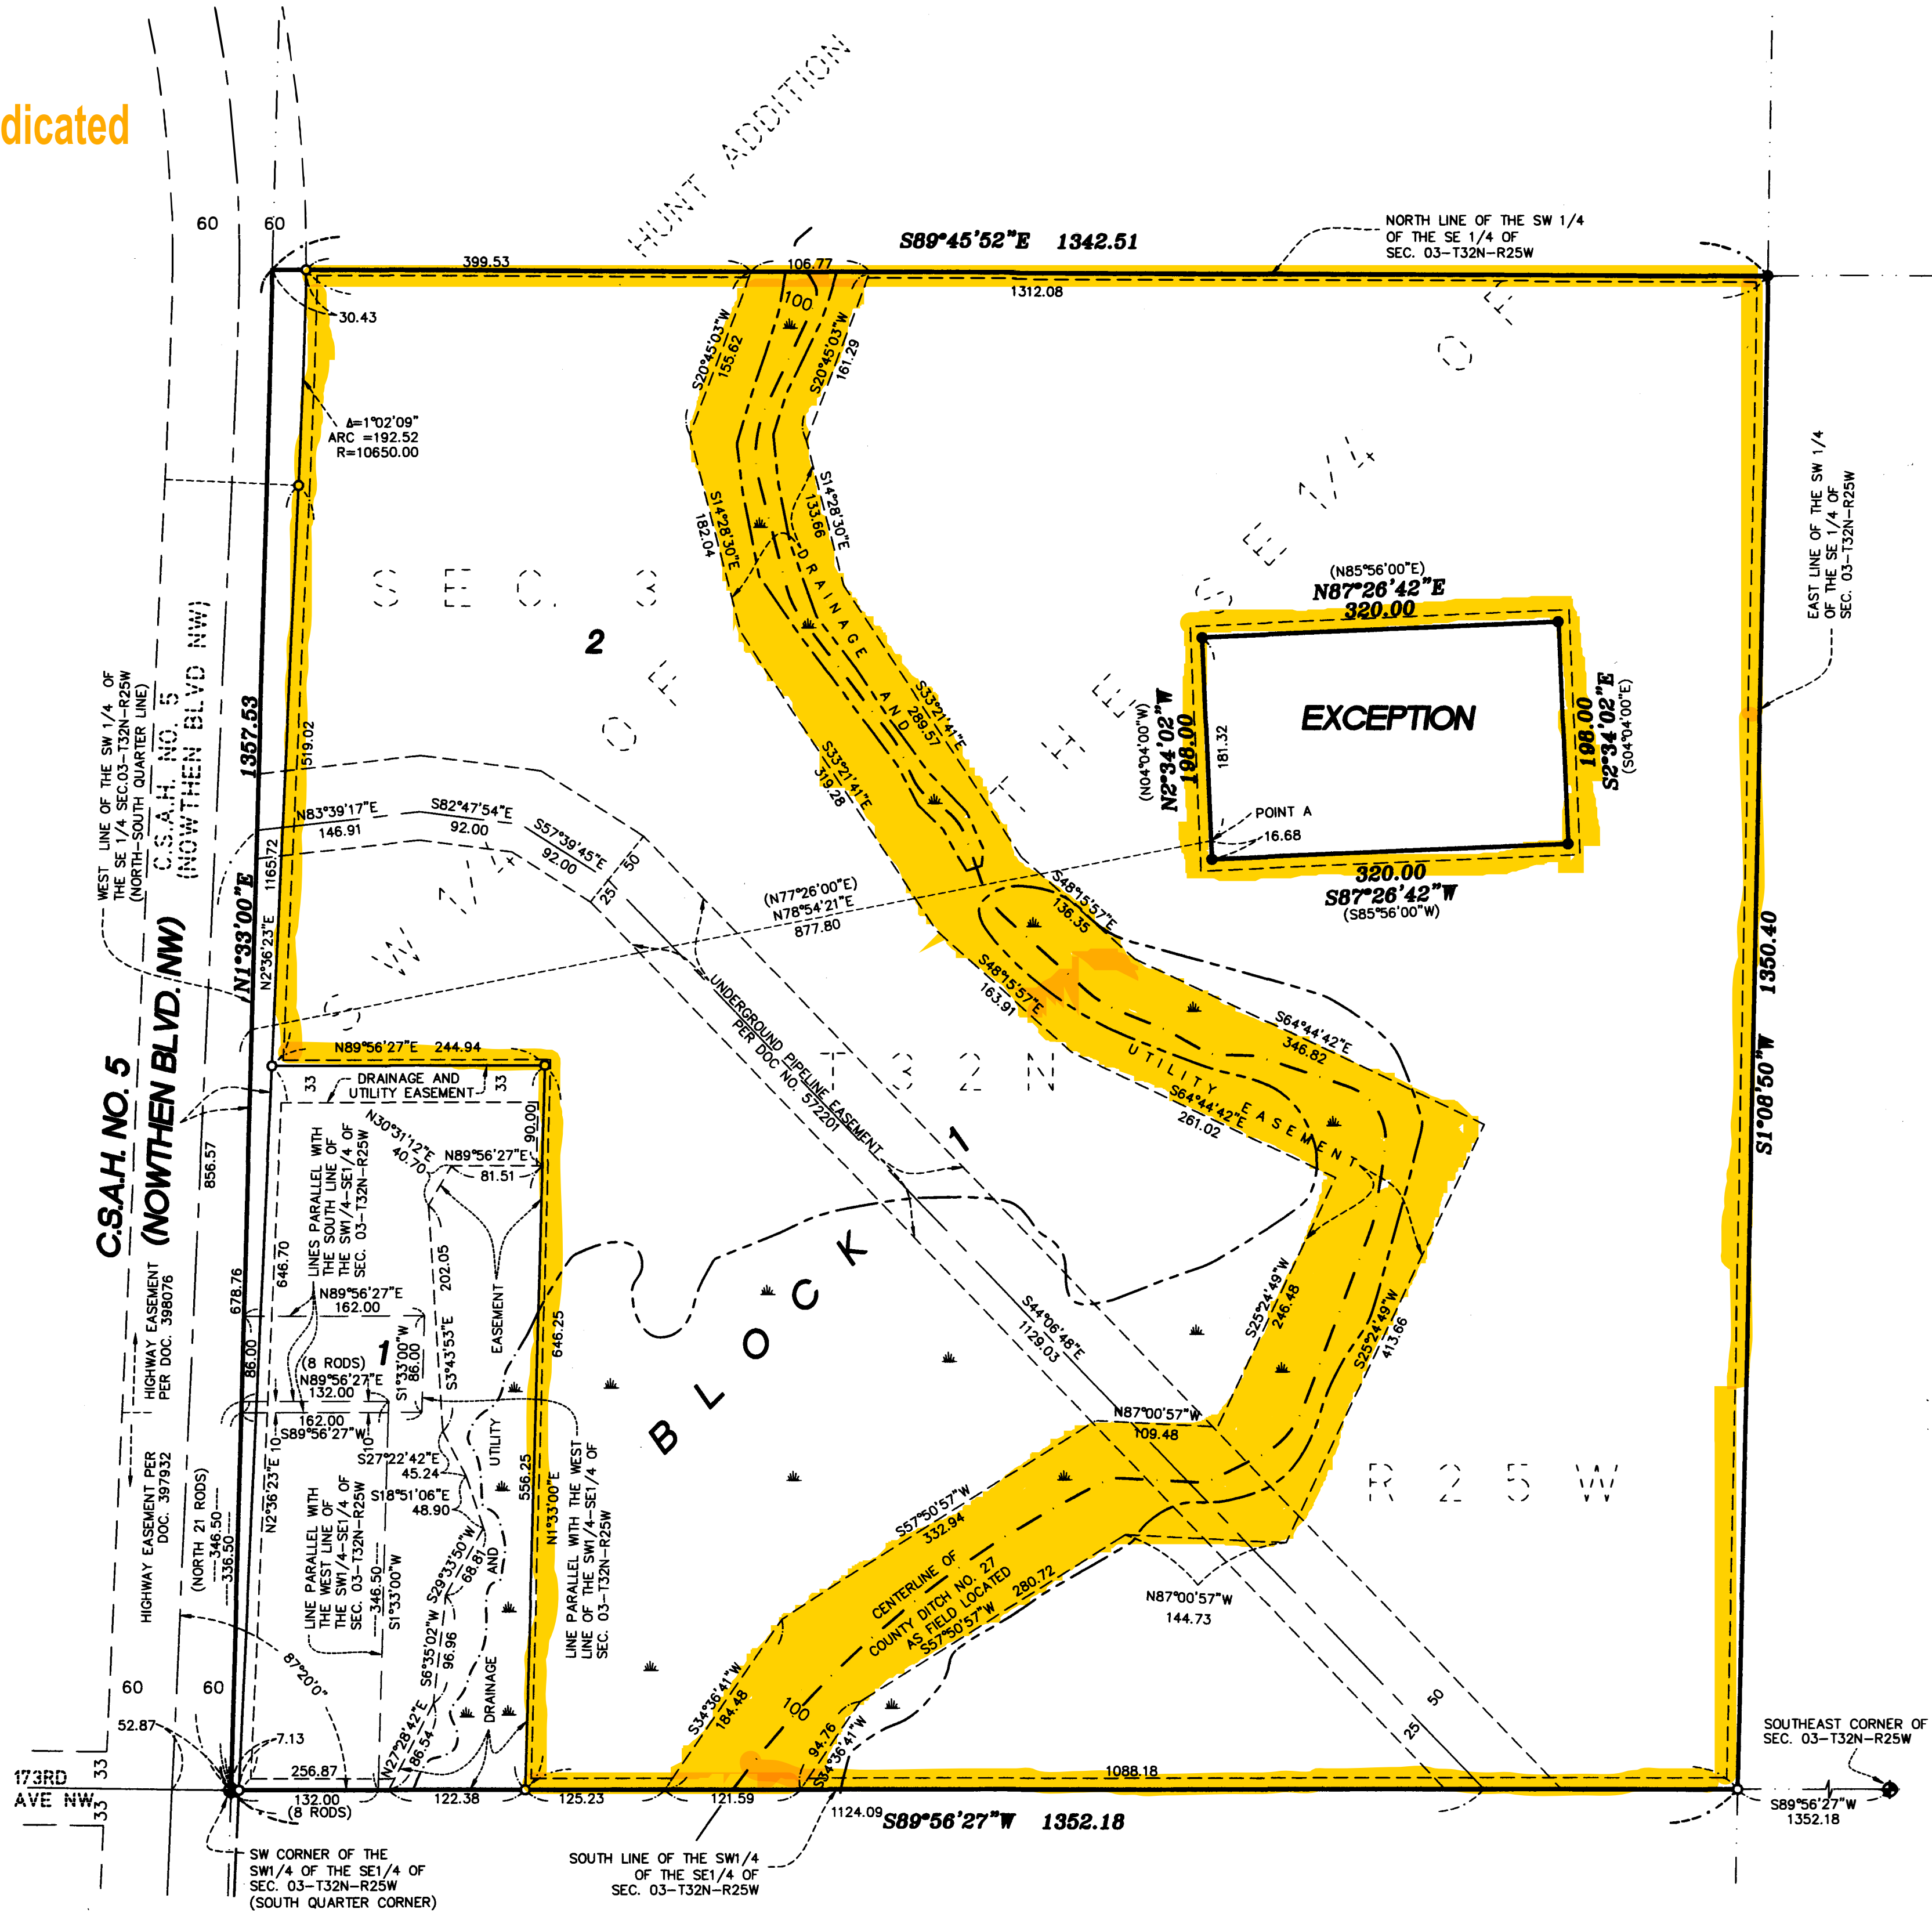 dicated
HUNT ADDITION
60
60
S89°45'52"E 1342.51
NORTH LINE OF THE SW 1/4
OF THE SE 1/4 OF
SEC. 03-T32N-R25W
399.53
106.77
1312.08
30.43
100
S20°45'03"W
155.62
S20°45'03"W
161.29
Δ=1°02'09"
ARC =192.52
R=10650.00
S14°28'30"E
182.04
S14°28'30"E
133.66
SEC. 3
2
SW 1/4 OF THE SE 1/4 OF
DRAINAGE AND
UTILITY EASEMENT
EAST LINE OF THE SW 1/4
OF THE SE 1/4 OF
SEC. 03-T32N-R25W
(N85°56'00"E)
N87°26'42"E
320.00
EXCEPTION
(N04°04'00"W)
N2°34'02"W
198.00
181.32
198.00
S2°34'02"E
(S04°04'00"E)
POINT A
16.68
320.00
S87°26'42"W
(S85°56'00"W)
WEST LINE OF THE SW 1/4 OF
THE SE 1/4 SEC.03-T32N-R25W
(NORTH-SOUTH QUARTER LINE)
C.S.A.H. NO. 5
(NOWTHEN BLVD NW)
1357.53
N1°33'00"E
519.02
1165.72
N2°36'23"E
S33°21'41"E
289.57
S33°21'41"E
319.28
N83°39'17"E
146.91
S82°47'54"E
92.00
S57°39'45"E
92.00
50
25
(N77°26'00"E)
N78°54'21"E
877.80
S48°15'57"E
136.35
S48°15'57"E
163.91
S64°44'42"E
346.82
S64°44'42"E
261.02
1350.40
S1°08'50"W
UNDERGROUND PIPELINE EASEMENT
PER DOC NO. 572201
T 3 2 N
1
C.S.A.H. NO. 5
(NOWTHEN BLVD. NW)
856.57
N89°56'27"E 244.94
33
DRAINAGE AND
UTILITY EASEMENT
33
90.00
N30°31'12"E
40.70
N89°56'27"E
81.51
LINES PARALLEL WITH
THE SOUTH LINE OF
THE SW1/4-SE1/4 OF
SEC. 03-T32N-R25W
646.70
678.76
202.05
S3°43'53"E
EASEMENT
UTILITY
AND
DRAINAGE
646.25
N89°56'27"E
162.00
86.00
1
S1°33'00"W
86.00
(8 RODS)
N89°56'27"E
132.00
162.00
S89°56'27"W
10
10
BLOCK
S44°06'48"E
1129.03
S25°24'49"W
246.48
S25°24'49"W
413.66
HIGHWAY EASEMENT
PER DOC. 398076
HIGHWAY EASEMENT PER
DOC. 397932
(NORTH 21 RODS)
346.50
336.50
N2°36'23"E
LINE PARALLEL WITH
THE WEST LINE OF
THE SW1/4-SE1/4 OF
SEC. 03-T32N-R25W
346.50
S1°33'00"W
S27°22'42"E
45.24
S18°51'06"E
48.90
S29°33'50"W
68.81
S6°35'02"W
96.96
N27°28'42"E
86.54
556.25
N1°33'00"E
LINE PARALLEL WITH THE WEST
LINE OF THE SW1/4-SE1/4 OF
SEC. 03-T32N-R25W
N87°00'57"W
109.48
R 2 5 W
S57°50'57"W
332.94
CENTERLINE OF
COUNTY DITCH NO. 27
AS FIELD LOCATED
S57°50'57"W 280.72
N87°00'57"W
144.73
S34°36'41"W
184.48
100
94.76
S34°36'41"W
50
25
87°20'0"
60
60
52.87
7.13
173RD
AVE NW
33
33
256.87
132.00
(8 RODS)
122.38
125.23
121.59
1088.18
1124.09
S89°56'27"W 1352.18
SOUTHEAST CORNER OF
SEC. 03-T32N-R25W
S89°56'27"W
1352.18
SW CORNER OF THE
SW1/4 OF THE SE1/4 OF
SEC. 03-T32N-R25W
(SOUTH QUARTER CORNER)
SOUTH LINE OF THE SW1/4
OF THE SE1/4 OF
SEC. 03-T32N-R25W